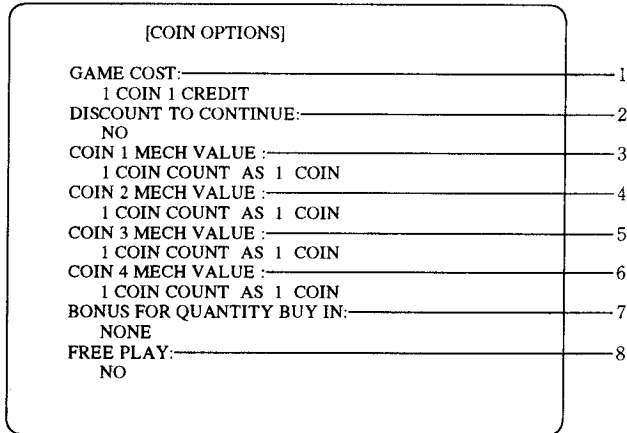 [COIN OPTIONS]
GAME COST: 1
1 COIN 1 CREDIT
DISCOUNT TO CONTINUE: 2
NO
COIN 1 MECH VALUE : 3
1 COIN COUNT AS 1 COIN
COIN 2 MECH VALUE : 4
1 COIN COUNT AS 1 COIN
COIN 3 MECH VALUE : 5
1 COIN COUNT AS 1 COIN
COIN 4 MECH VALUE : 6
1 COIN COUNT AS 1 COIN
BONUS FOR QUANTITY BUY IN: 7
NONE
FREE PLAY: 8
NO